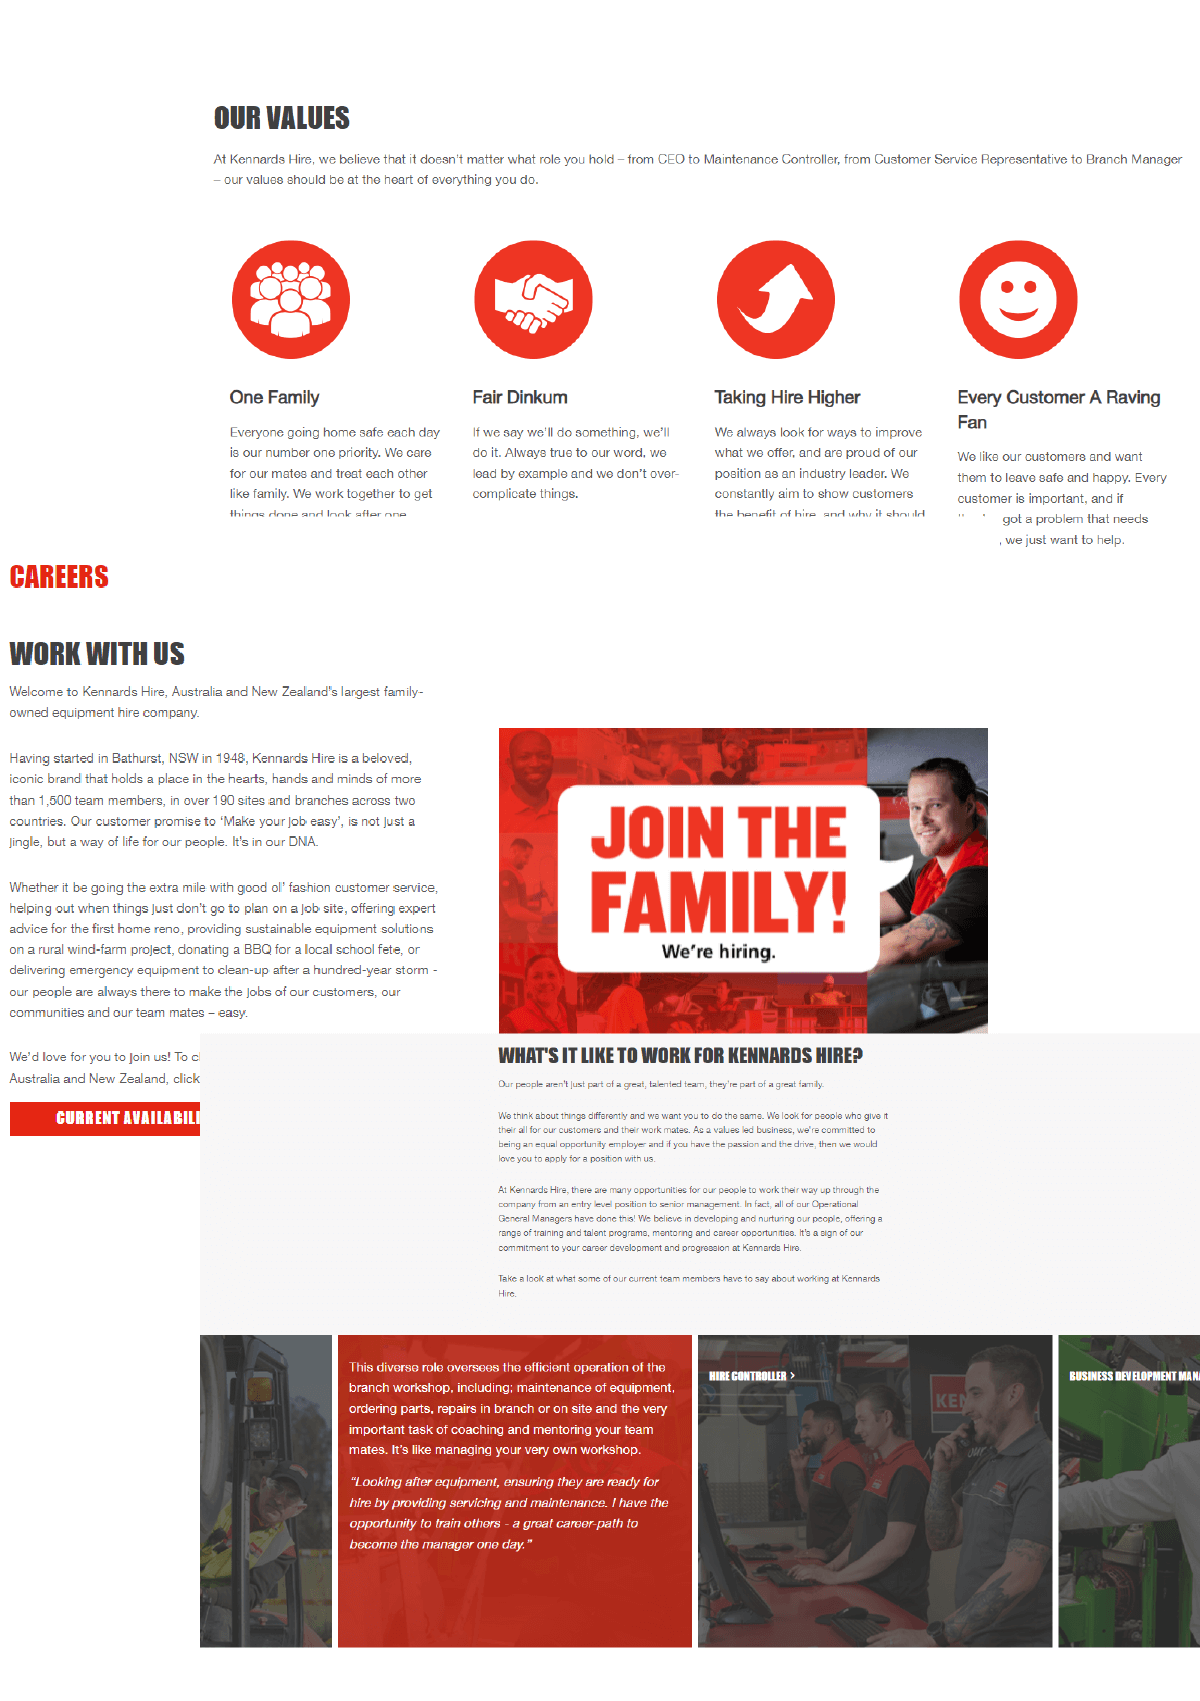 OUR VALUES
At Kennards Hire, we believe that it doesn't matter what role you hold – from CEO to Maintenance Controller, from Customer Service Representative to Branch Manager
– our values should be at the heart of everything you do.
One Family
Everyone going home safe each day
is our number one priority. We care
for our mates and treat each other
like family. We work together to get
things done and look after one
Fair Dinkum
If we say we'll do something, we'll
do it. Always true to our word, we
lead by example and we don't over-
complicate things.
Taking Hire Higher
We always look for ways to improve
what we offer, and are proud of our
position as an industry leader. We
constantly aim to show customers
the benefit of hire, and why it should
Every Customer A Raving
Fan
We like our customers and want
them to leave safe and happy. Every
customer is important, and if
got a problem that needs
, we just want to help.
CAREERS
WORK WITH US
Welcome to Kennards Hire, Australia and New Zealand's largest family-
owned equipment hire company.
Having started in Bathurst, NSW in 1948, Kennards Hire is a beloved,
iconic brand that holds a place in the hearts, hands and minds of more
than 1,500 team members, in over 190 sites and branches across two
countries. Our customer promise to ‘Make your job easy’, is not just a
jingle, but a way of life for our people. It's in our DNA.
Whether it be going the extra mile with good ol’ fashion customer service,
helping out when things just don't go to plan on a job site, offering expert
advice for the first home reno, providing sustainable equipment solutions
on a rural wind-farm project, donating a BBQ for a local school fete, or
delivering emergency equipment to clean-up after a hundred-year storm -
our people are always there to make the jobs of our customers, our
communities and our team mates – easy.
We'd love for you to join us! To
Australia and New Zealand, click
CURRENT AVAILABILI
JOIN THE
FAMILY!
We're hiring.
WHAT'S IT LIKE TO WORK FOR KENNARDS HIRE?
Our people aren't just part of a great, talented team, they're part of a great family.
We think about things differently and we want you to do the same. We look for people who give it
their all for our customers and their work mates. As a values led business, we're committed to
being an equal opportunity employer and if you have the passion and the drive, then we would
love you to apply for a position with us.
At Kennards Hire, there are many opportunities for our people to work their way up through the
company from an entry level position to senior management. In fact, all of our Operational
General Managers have done this! We believe in developing and nurturing our people, offering a
range of training and talent programs, mentoring and career opportunities. It's a sign of our
commitment to your career development and progression at Kennards Hire.
Take a look at what some of our current team members have to say about working at Kennards
Hire.
This diverse role oversees the efficient operation of the
branch workshop, including; maintenance of equipment,
ordering parts, repairs in branch or on site and the very
important task of coaching and mentoring your team
mates. It's like managing your very own workshop.
“Looking after equipment, ensuring they are ready for
hire by providing servicing and maintenance. I have the
opportunity to train others - a great career-path to
become the manager one day.”
HIRE CONTROLLER >
KEN
BUSINESS DEVELOPMENT MANA